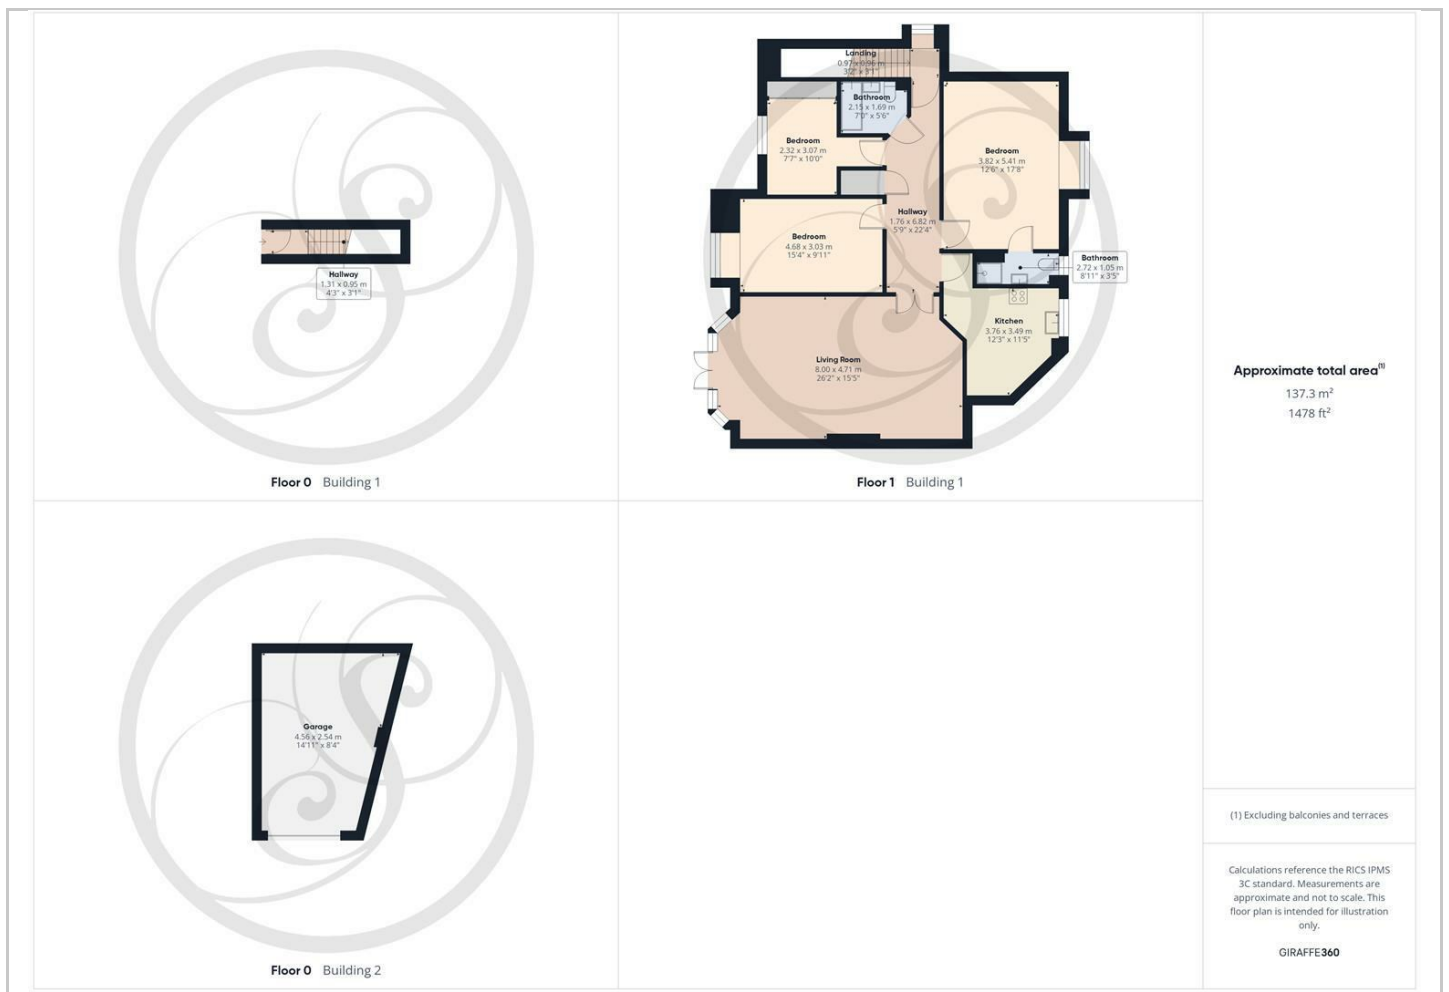 Hallway
1.31 x 0.95 m
4'3" x 3'1"
Floor 0 Building 1
Landing
0.97 x 0.96 m
3'2" x 3'1"
Bathroom
2.15 x 1.69 m
7'0" x 5'6"
Bedroom
2.32 x 3.07 m
7'7" x 10'0"
Bedroom
3.82 x 5.41 m
12'6" x 17'8"
Hallway
1.76 x 6.82 m
5'9" x 22'4"
Bedroom
4.68 x 3.03 m
15'4" x 9'11"
Bathroom
2.72 x 1.05 m
8'11" x 3'5"
Kitchen
3.76 x 3.49 m
12'3" x 11'5"
Living Room
8.00 x 4.71 m
26'2" x 15'5"
Floor 1 Building 1
Garage
4.56 x 2.54 m
14'11" x 8'4"
Floor 0 Building 2
Approximate total area(1)
137.3 m²
1478 ft²
(1) Excluding balconies and terraces
Calculations reference the RICS IPMS
3C standard. Measurements are
approximate and not to scale. This
floor plan is intended for illustration
only.
GIRAFFE360